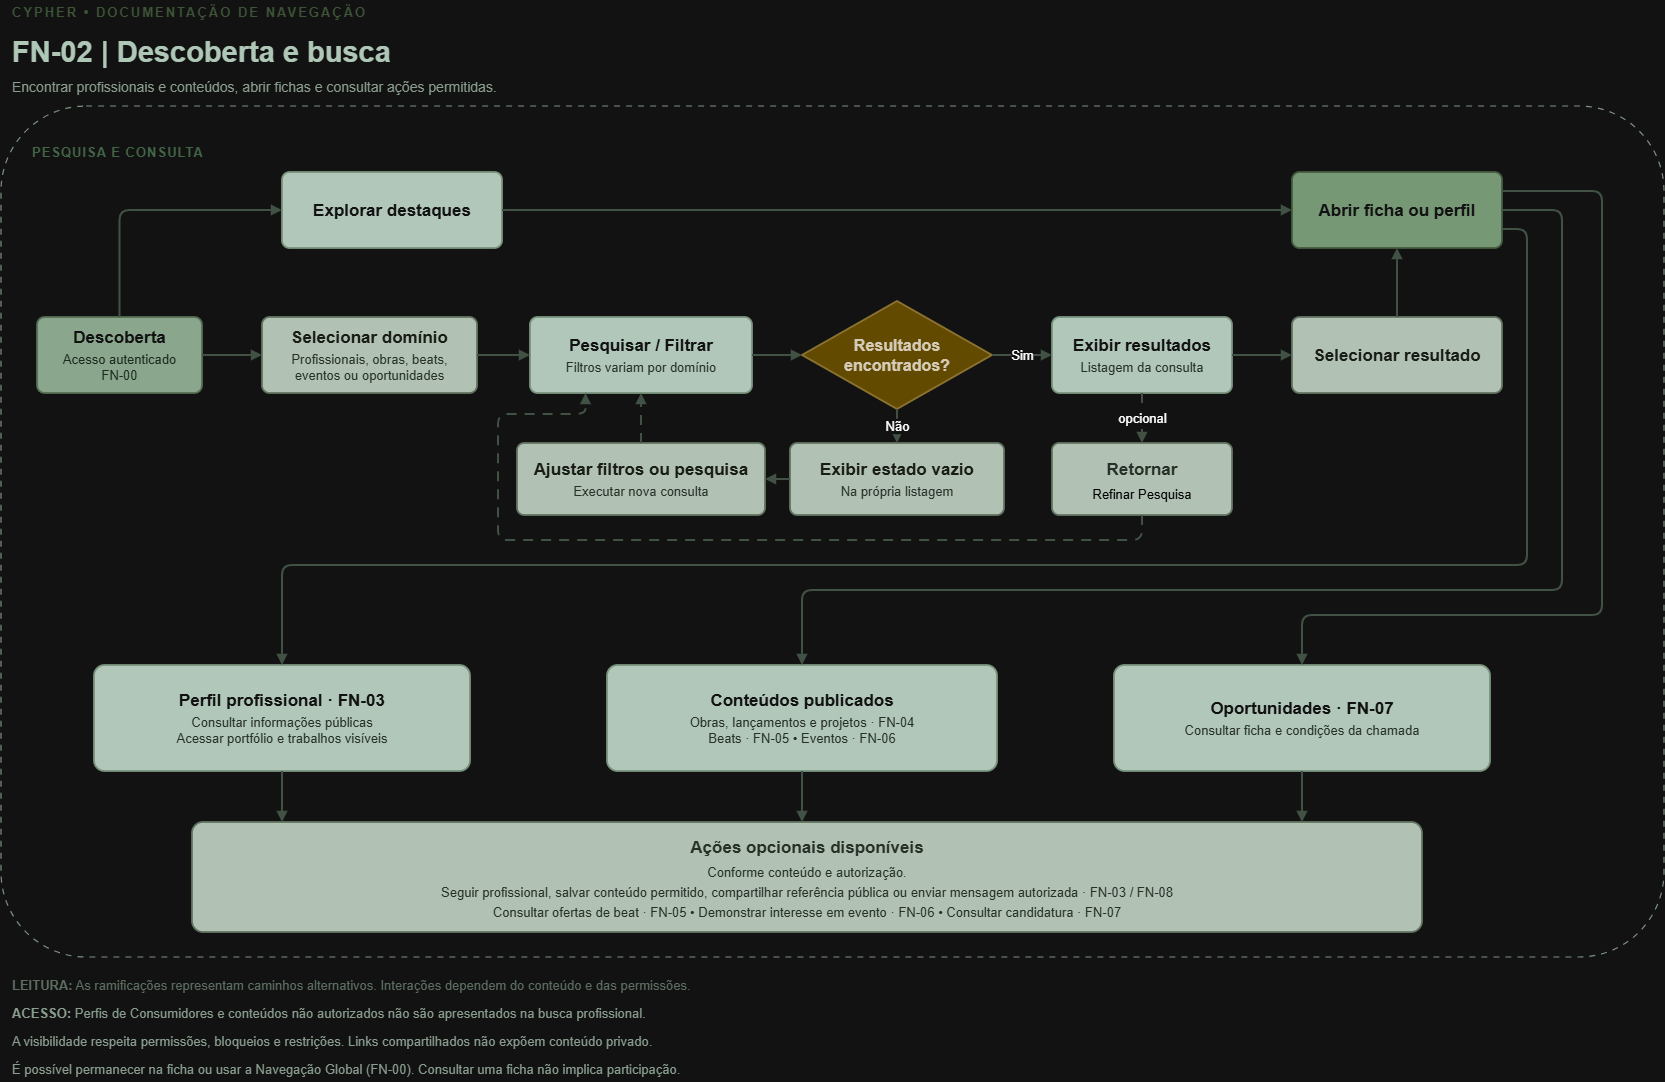 CYPHER • DOCUMENTAÇÃO DE NAVEGAÇÃO
FN-02 | Descoberta e busca
Encontrar profissionais e conteúdos, abrir fichas e consultar ações permitidas.
PESQUISA E CONSULTA
Explorar destaques
Abrir ficha ou perfil
Descoberta
Acesso autenticado
FN-00
Selecionar domínio
Profissionais, obras, beats,
eventos ou oportunidades
Pesquisar / Filtrar
Filtros variam por domínio
Resultados
encontrados?
Sim
Exibir resultados
Listagem da consulta
Selecionar resultado
Não
opcional
Ajustar filtros ou pesquisa
Executar nova consulta
Exibir estado vazio
Na própria listagem
Retornar
Refinar Pesquisa
Perfil profissional · FN-03
Consultar informações públicas
Acessar portfólio e trabalhos visíveis
Conteúdos publicados
Obras, lançamentos e projetos · FN-04
Beats · FN-05 • Eventos · FN-06
Oportunidades · FN-07
Consultar ficha e condições da chamada
Ações opcionais disponíveis
Conforme conteúdo e autorização.
Seguir profissional, salvar conteúdo permitido, compartilhar referência pública ou enviar mensagem autorizada · FN-03 / FN-08
Consultar ofertas de beat · FN-05 • Demonstrar interesse em evento · FN-06 • Consultar candidatura · FN-07
LEITURA: As ramificações representam caminhos alternativos. Interações dependem do conteúdo e das permissões.
ACESSO: Perfis de Consumidores e conteúdos não autorizados não são apresentados na busca profissional.
A visibilidade respeita permissões, bloqueios e restrições. Links compartilhados não expõem conteúdo privado.
É possível permanecer na ficha ou usar a Navegação Global (FN-00). Consultar uma ficha não implica participação.